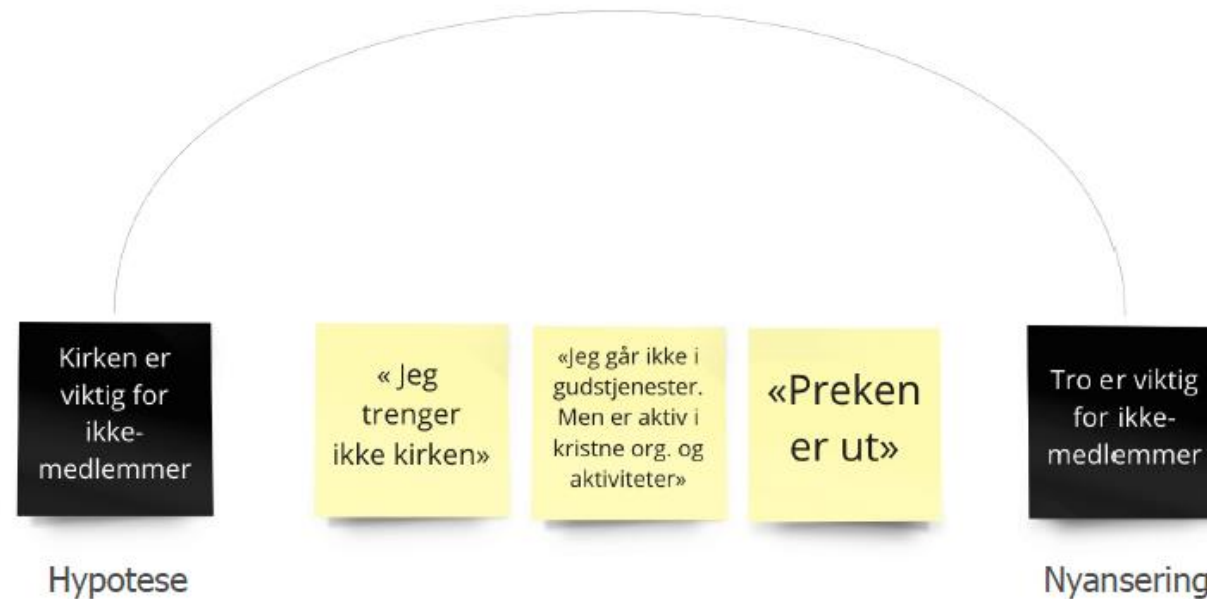 Kirken er
viktig for
ikke-
medlemmer
« Jeg
trenger
ikke kirken»
«Jeg går ikke i
gudstjenester.
Men er aktiv i
kristne org. og
aktiviteter»
«Preken
er ut»
Tro er viktig
for ikke-
medlemmer
Hypotese
Nyansering